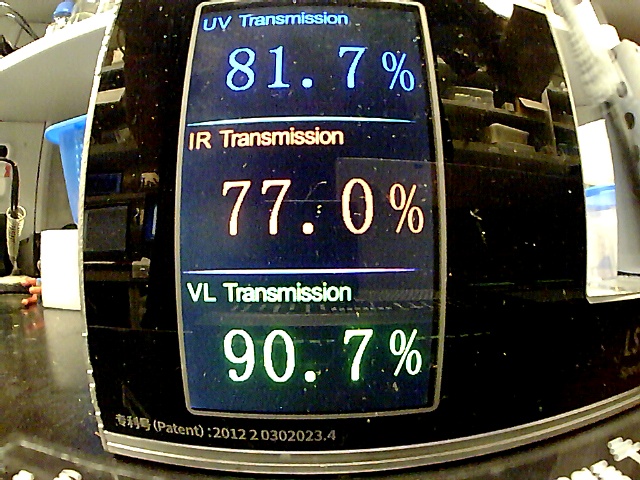 UV Transmission
81.7%
IR Transmission
77.0%
VL Transmission
90.7%
专利号(Patent):2012 2 0302023.4
LS